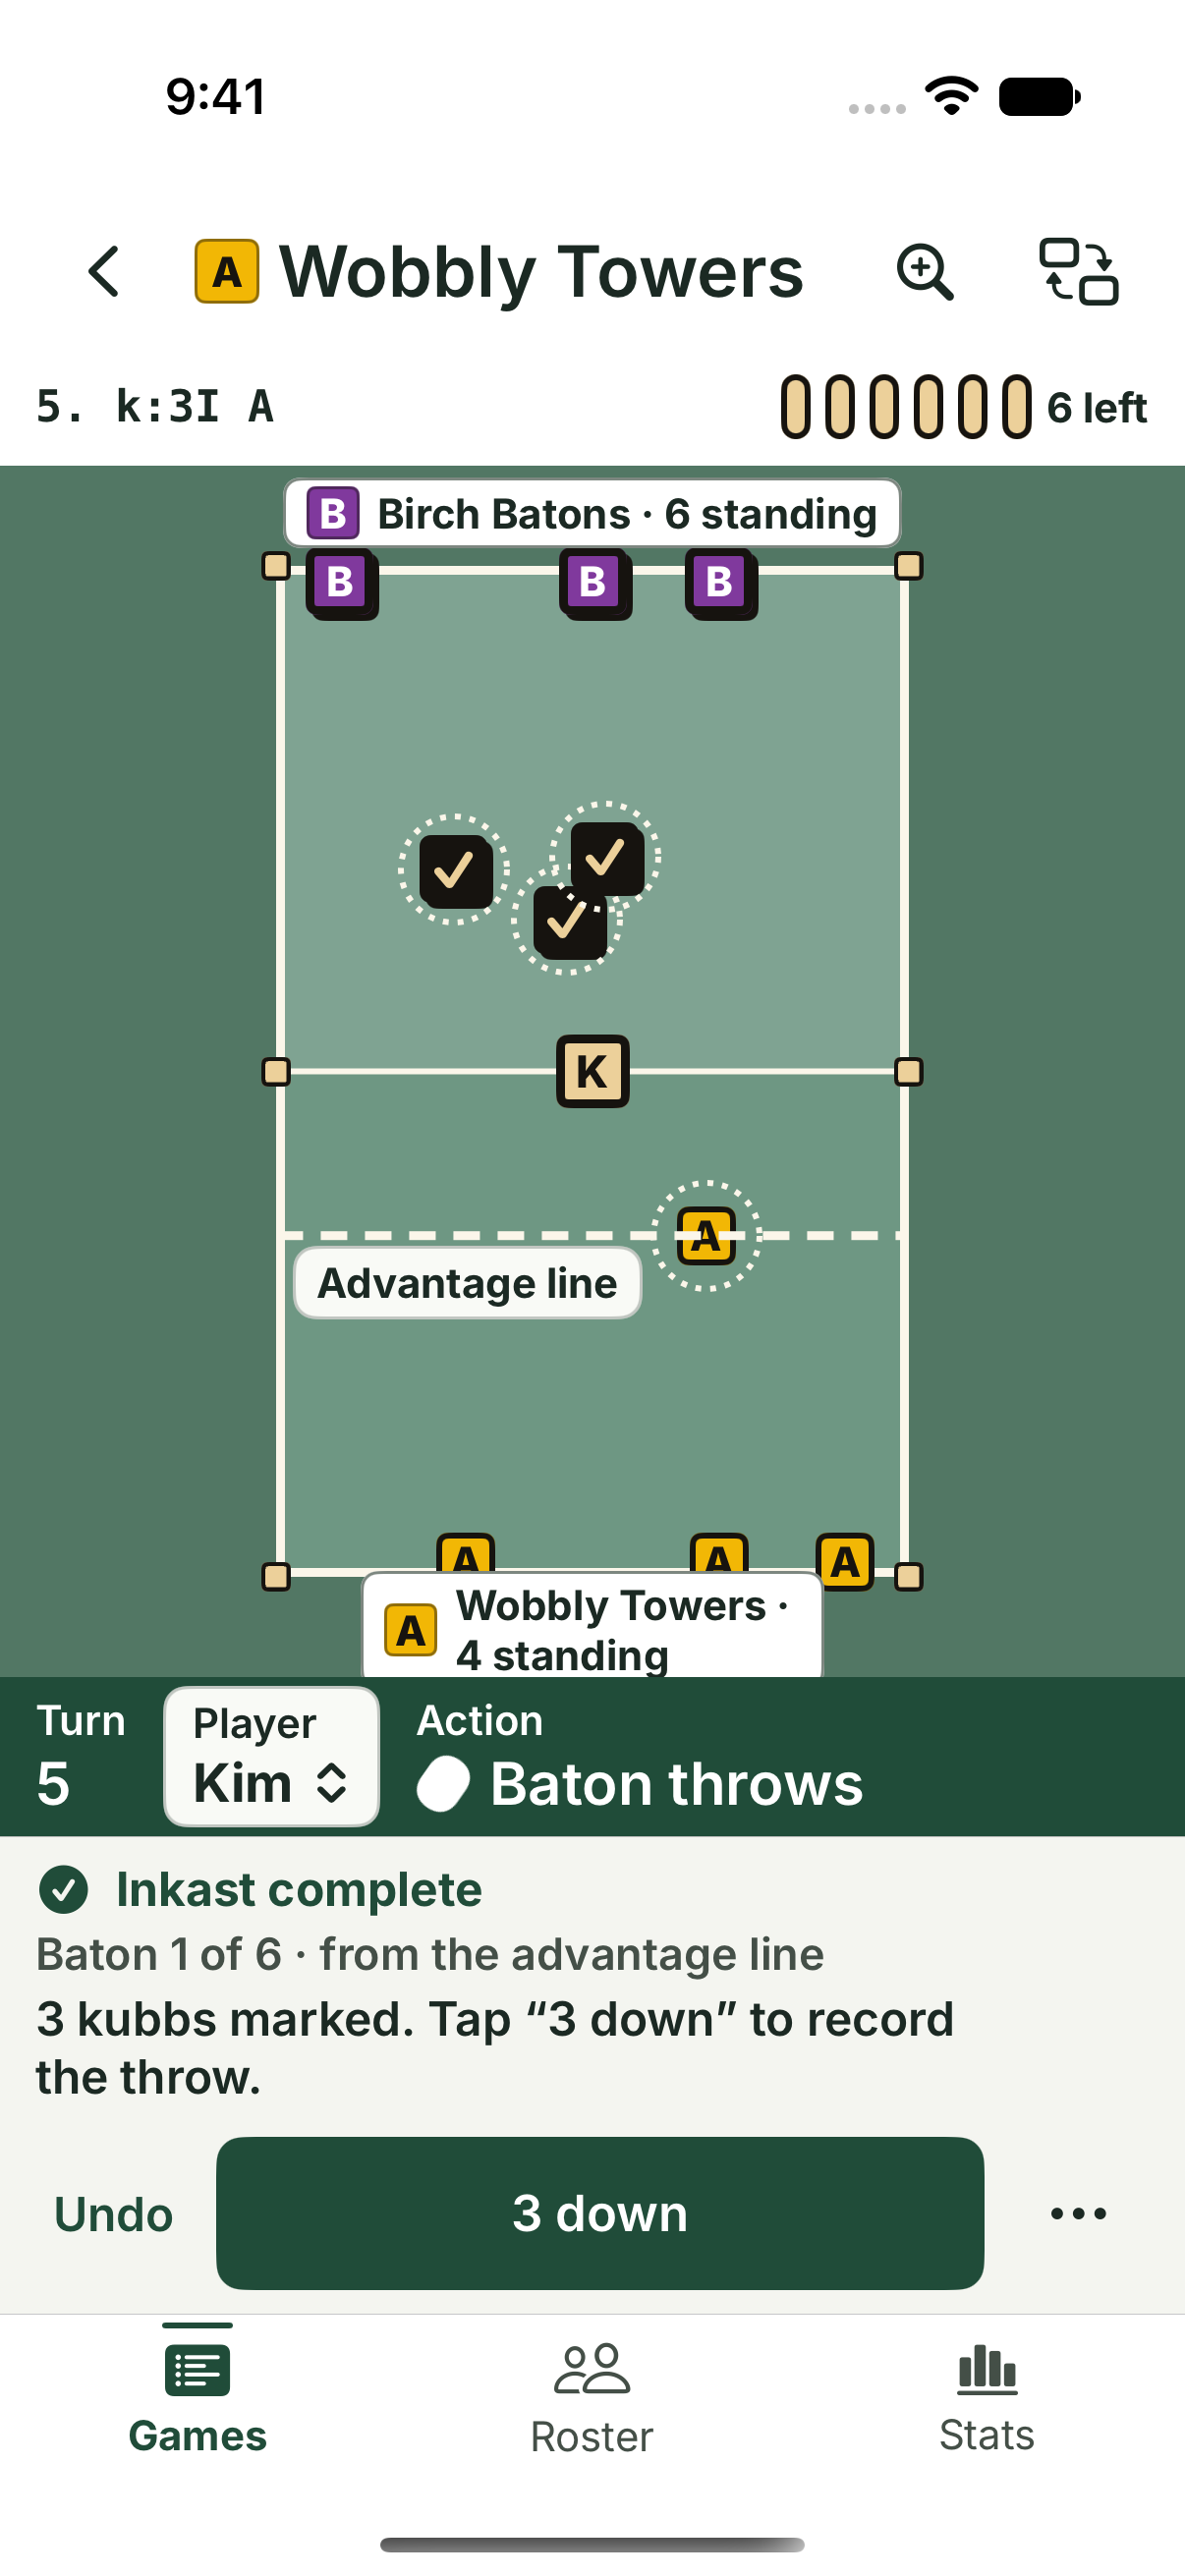 9:41
A Wobbly Towers
5. k:3I A
6 left
B Birch Batons · 6 standing
B B B
K
A
Advantage line
A A A
A Wobbly Towers ·
4 standing
Turn
5
Player
Kim
Action
Baton throws
Inkast complete
Baton 1 of 6 · from the advantage line
3 kubbs marked. Tap “3 down” to record
the throw.
Undo
3 down
Games
Roster
Stats